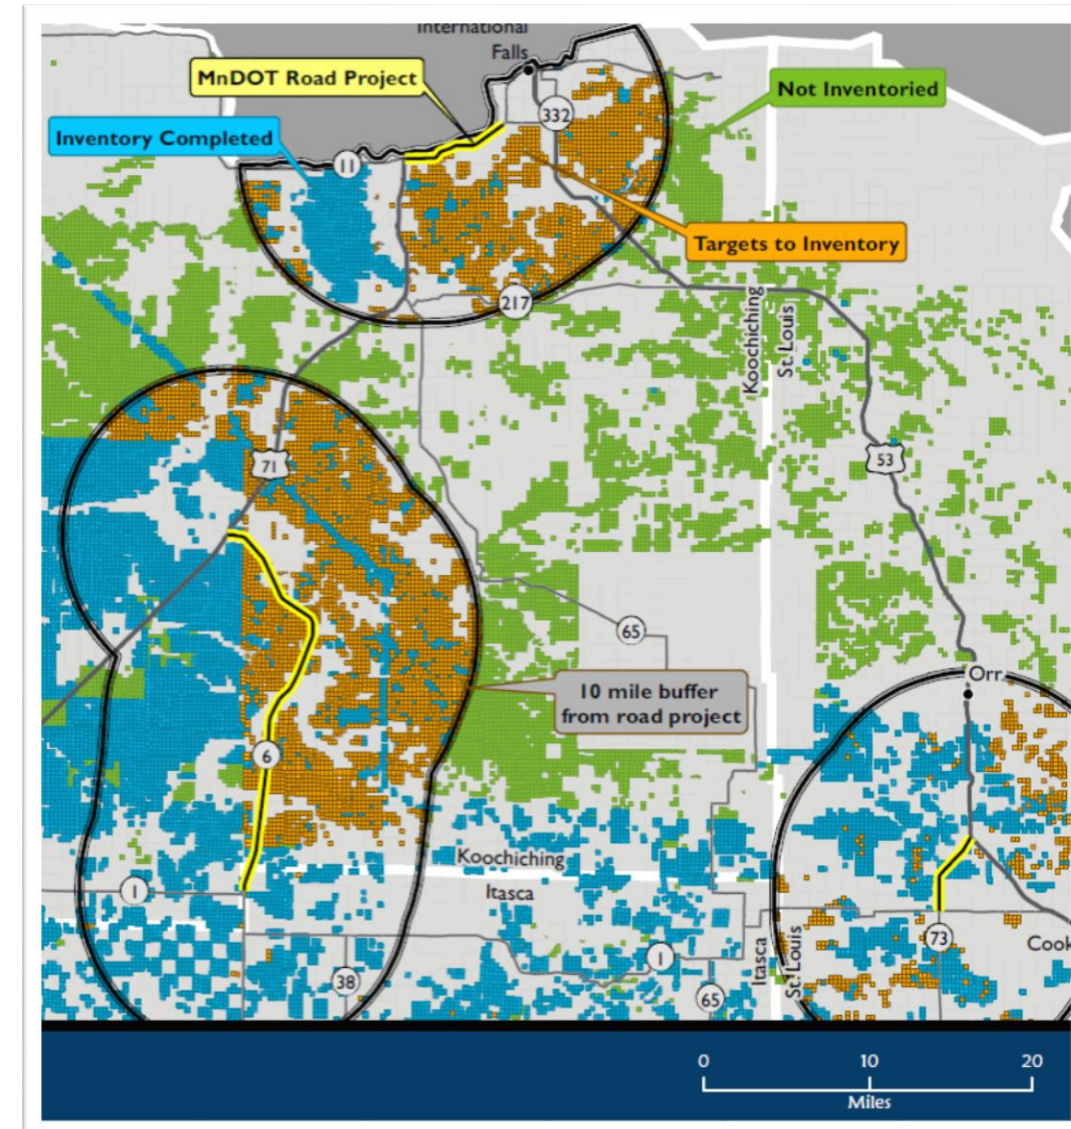 International
Falls
MnDOT Road Project
Not Inventoried
332
Inventory Completed
11
Targets to Inventory
217
Koochiching
St. Louis
53
71
65
Orr
10 mile buffer
from road project
6
Koochiching
1
Itasca
73
Cook
Itasca
St. Louis
1
38
65
0 10 20
Miles